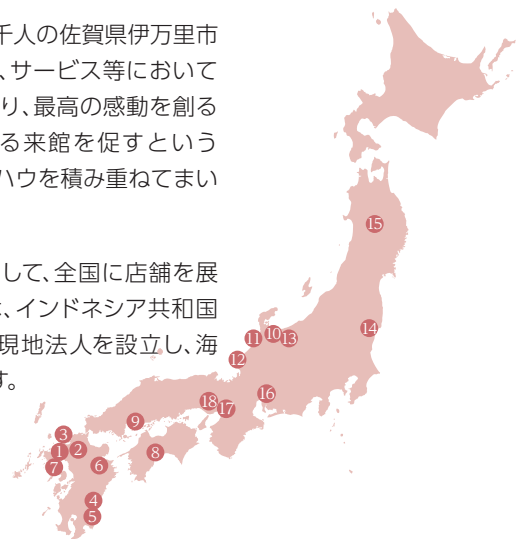 千人の佐賀県伊万里市
、サービス等において
り、最高の感動を創る
る来館を促すという
ハウを積み重ねてまい
して、全国に店舗を展
、インドネシア共和国
現地法人を設立し、海
す。
15
14
11
10
13
12
16
18
17
9
3
1
2
8
7
6
4
5